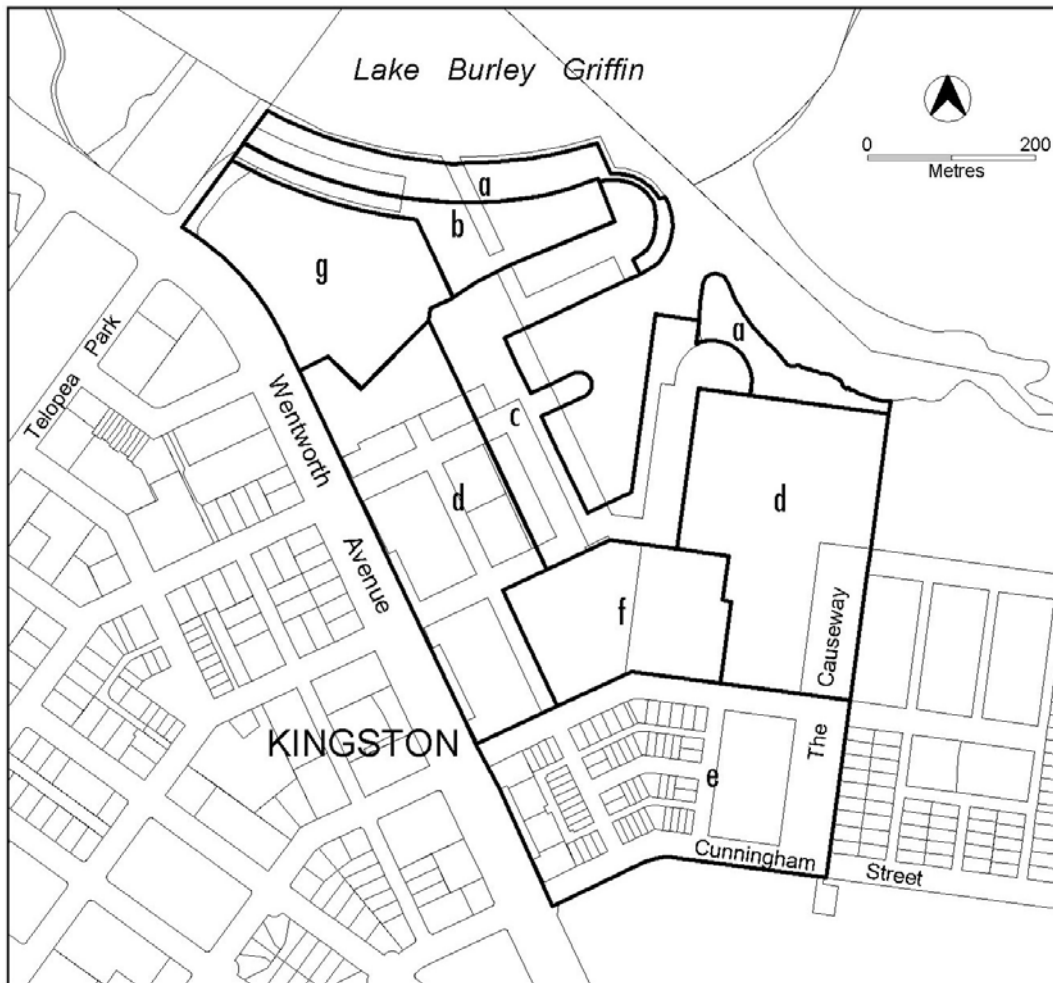 Lake Burley Griffin
0 200
Metres
a
b
g
a
Telopea Park
Wentworth
Avenue
c
d
d
f
Causeway
The
KINGSTON
e
Cunningham
Street